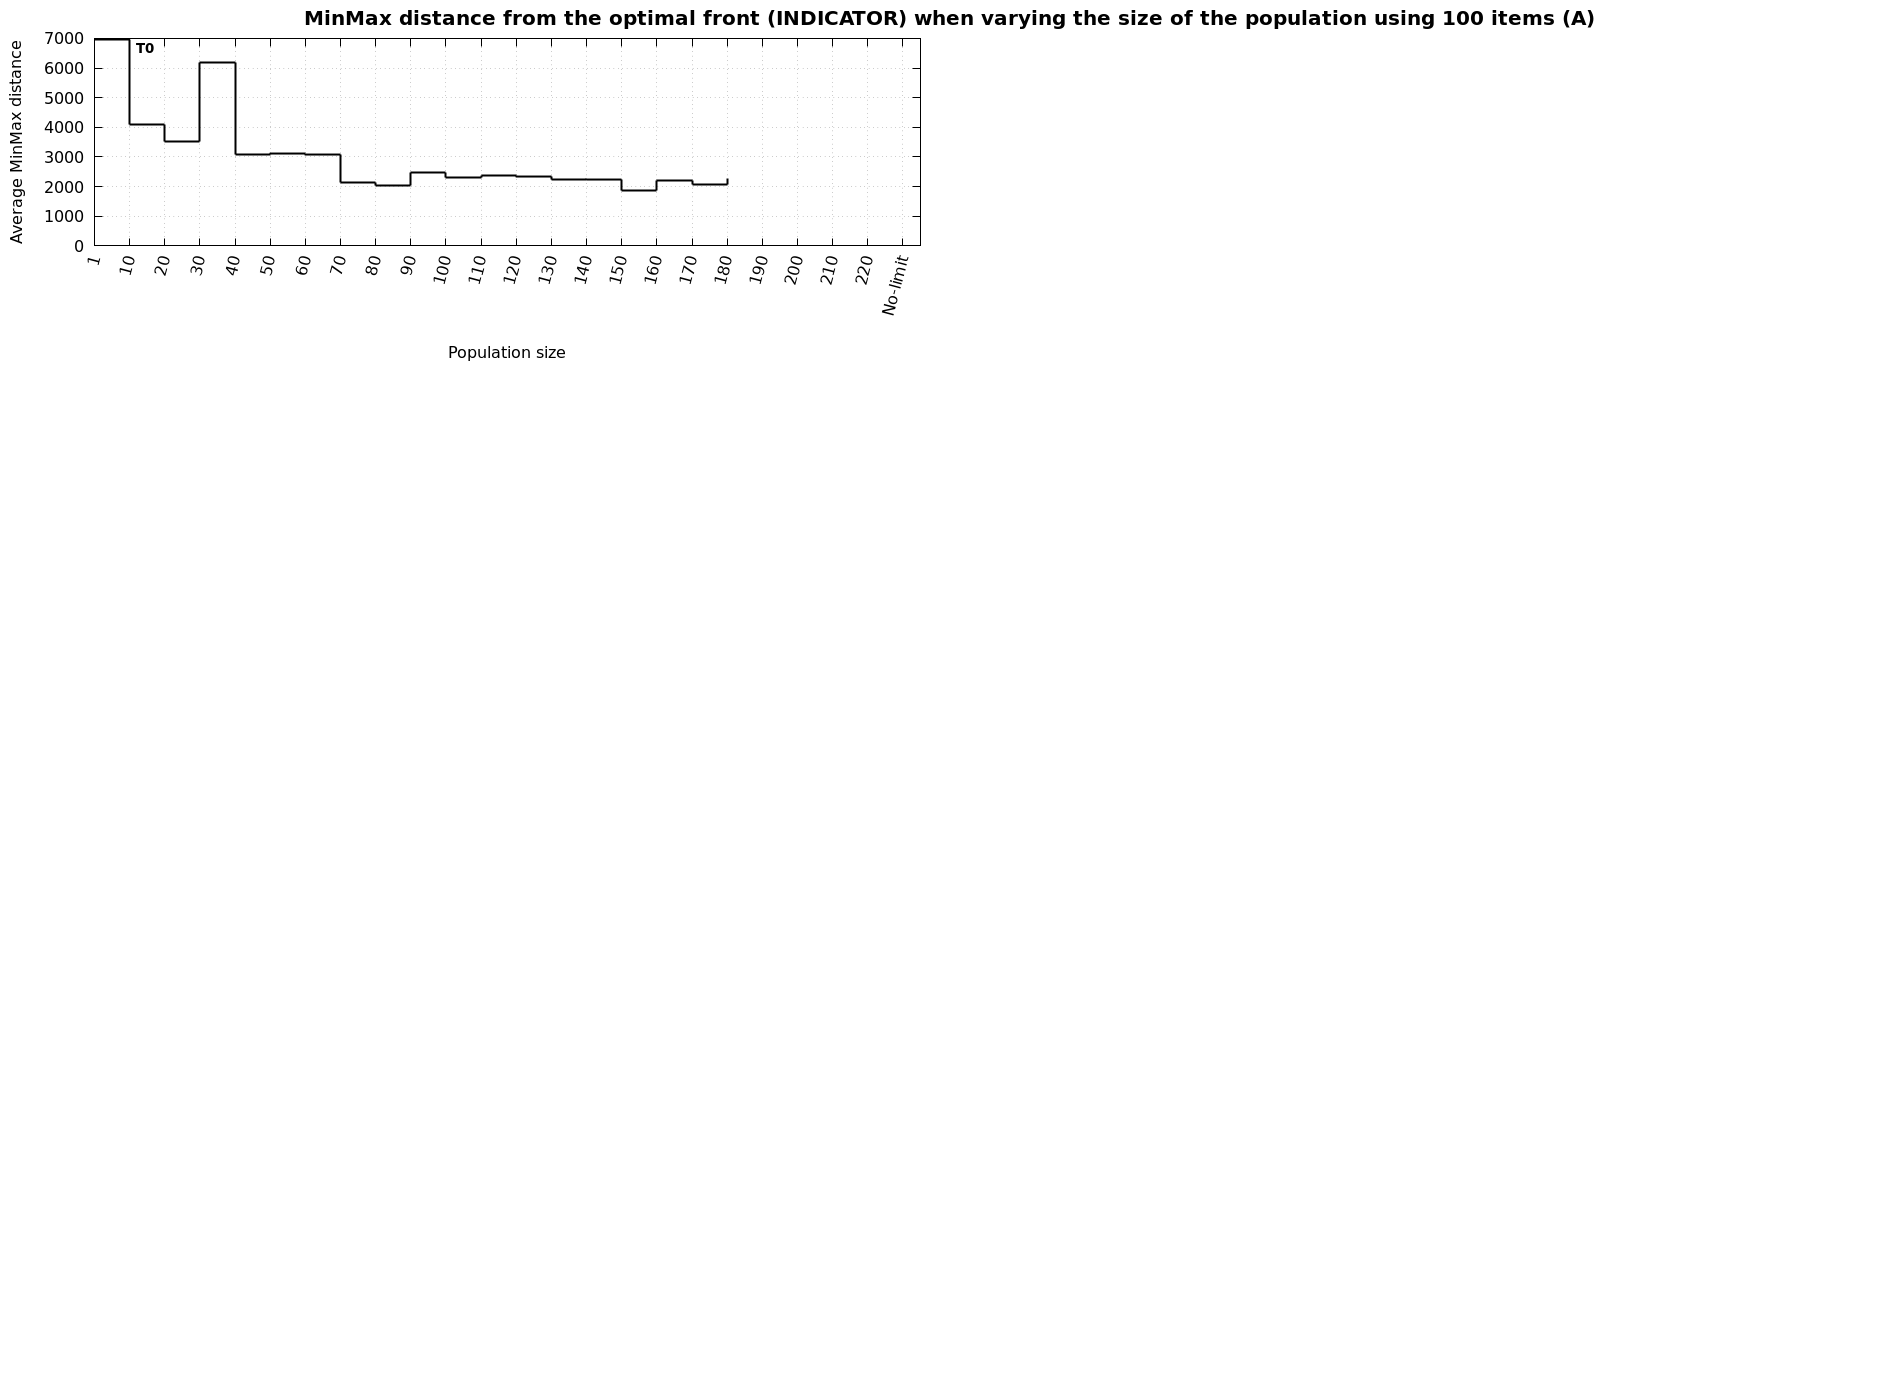 MinMax distance from the optimal front (INDICATOR) when varying the size of the population using 100 items (A)
Average MinMax distance
7000
6000
5000
4000
3000
2000
1000
0
T0
1 10 20 30 40 50 60 70 80 90 100 110 120 130 140 150 160 170 180 190 200 210 220 No-limit
Population size